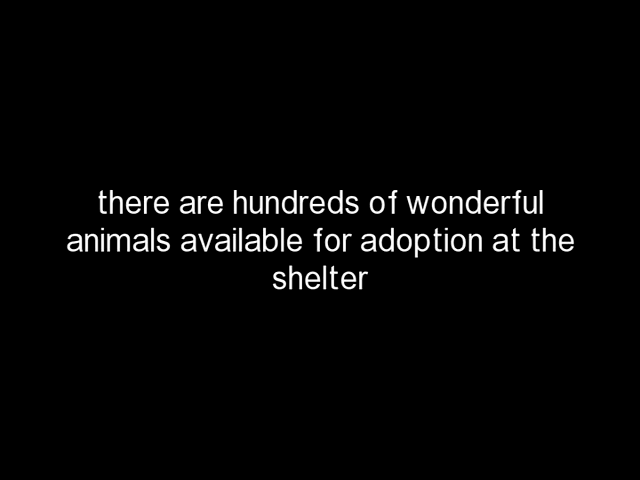 there are hundreds of wonderful
animals available for adoption at the
shelter